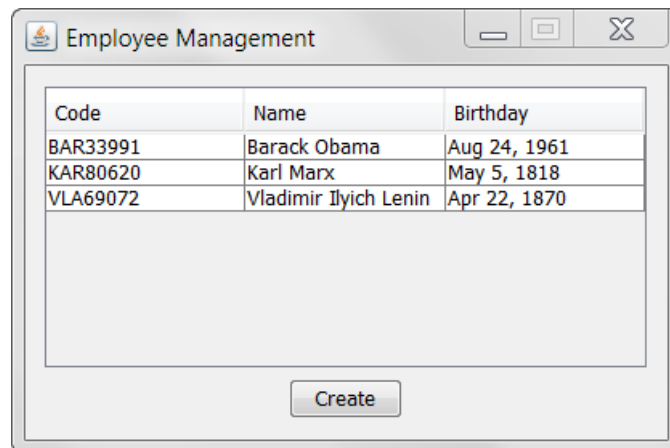 Employee Management
Code Name Birthday
BAR33991 Barack Obama Aug 24, 1961
KAR80620 Karl Marx May 5, 1818
VLA69072 Vladimir Ilyich Lenin Apr 22, 1870
Create